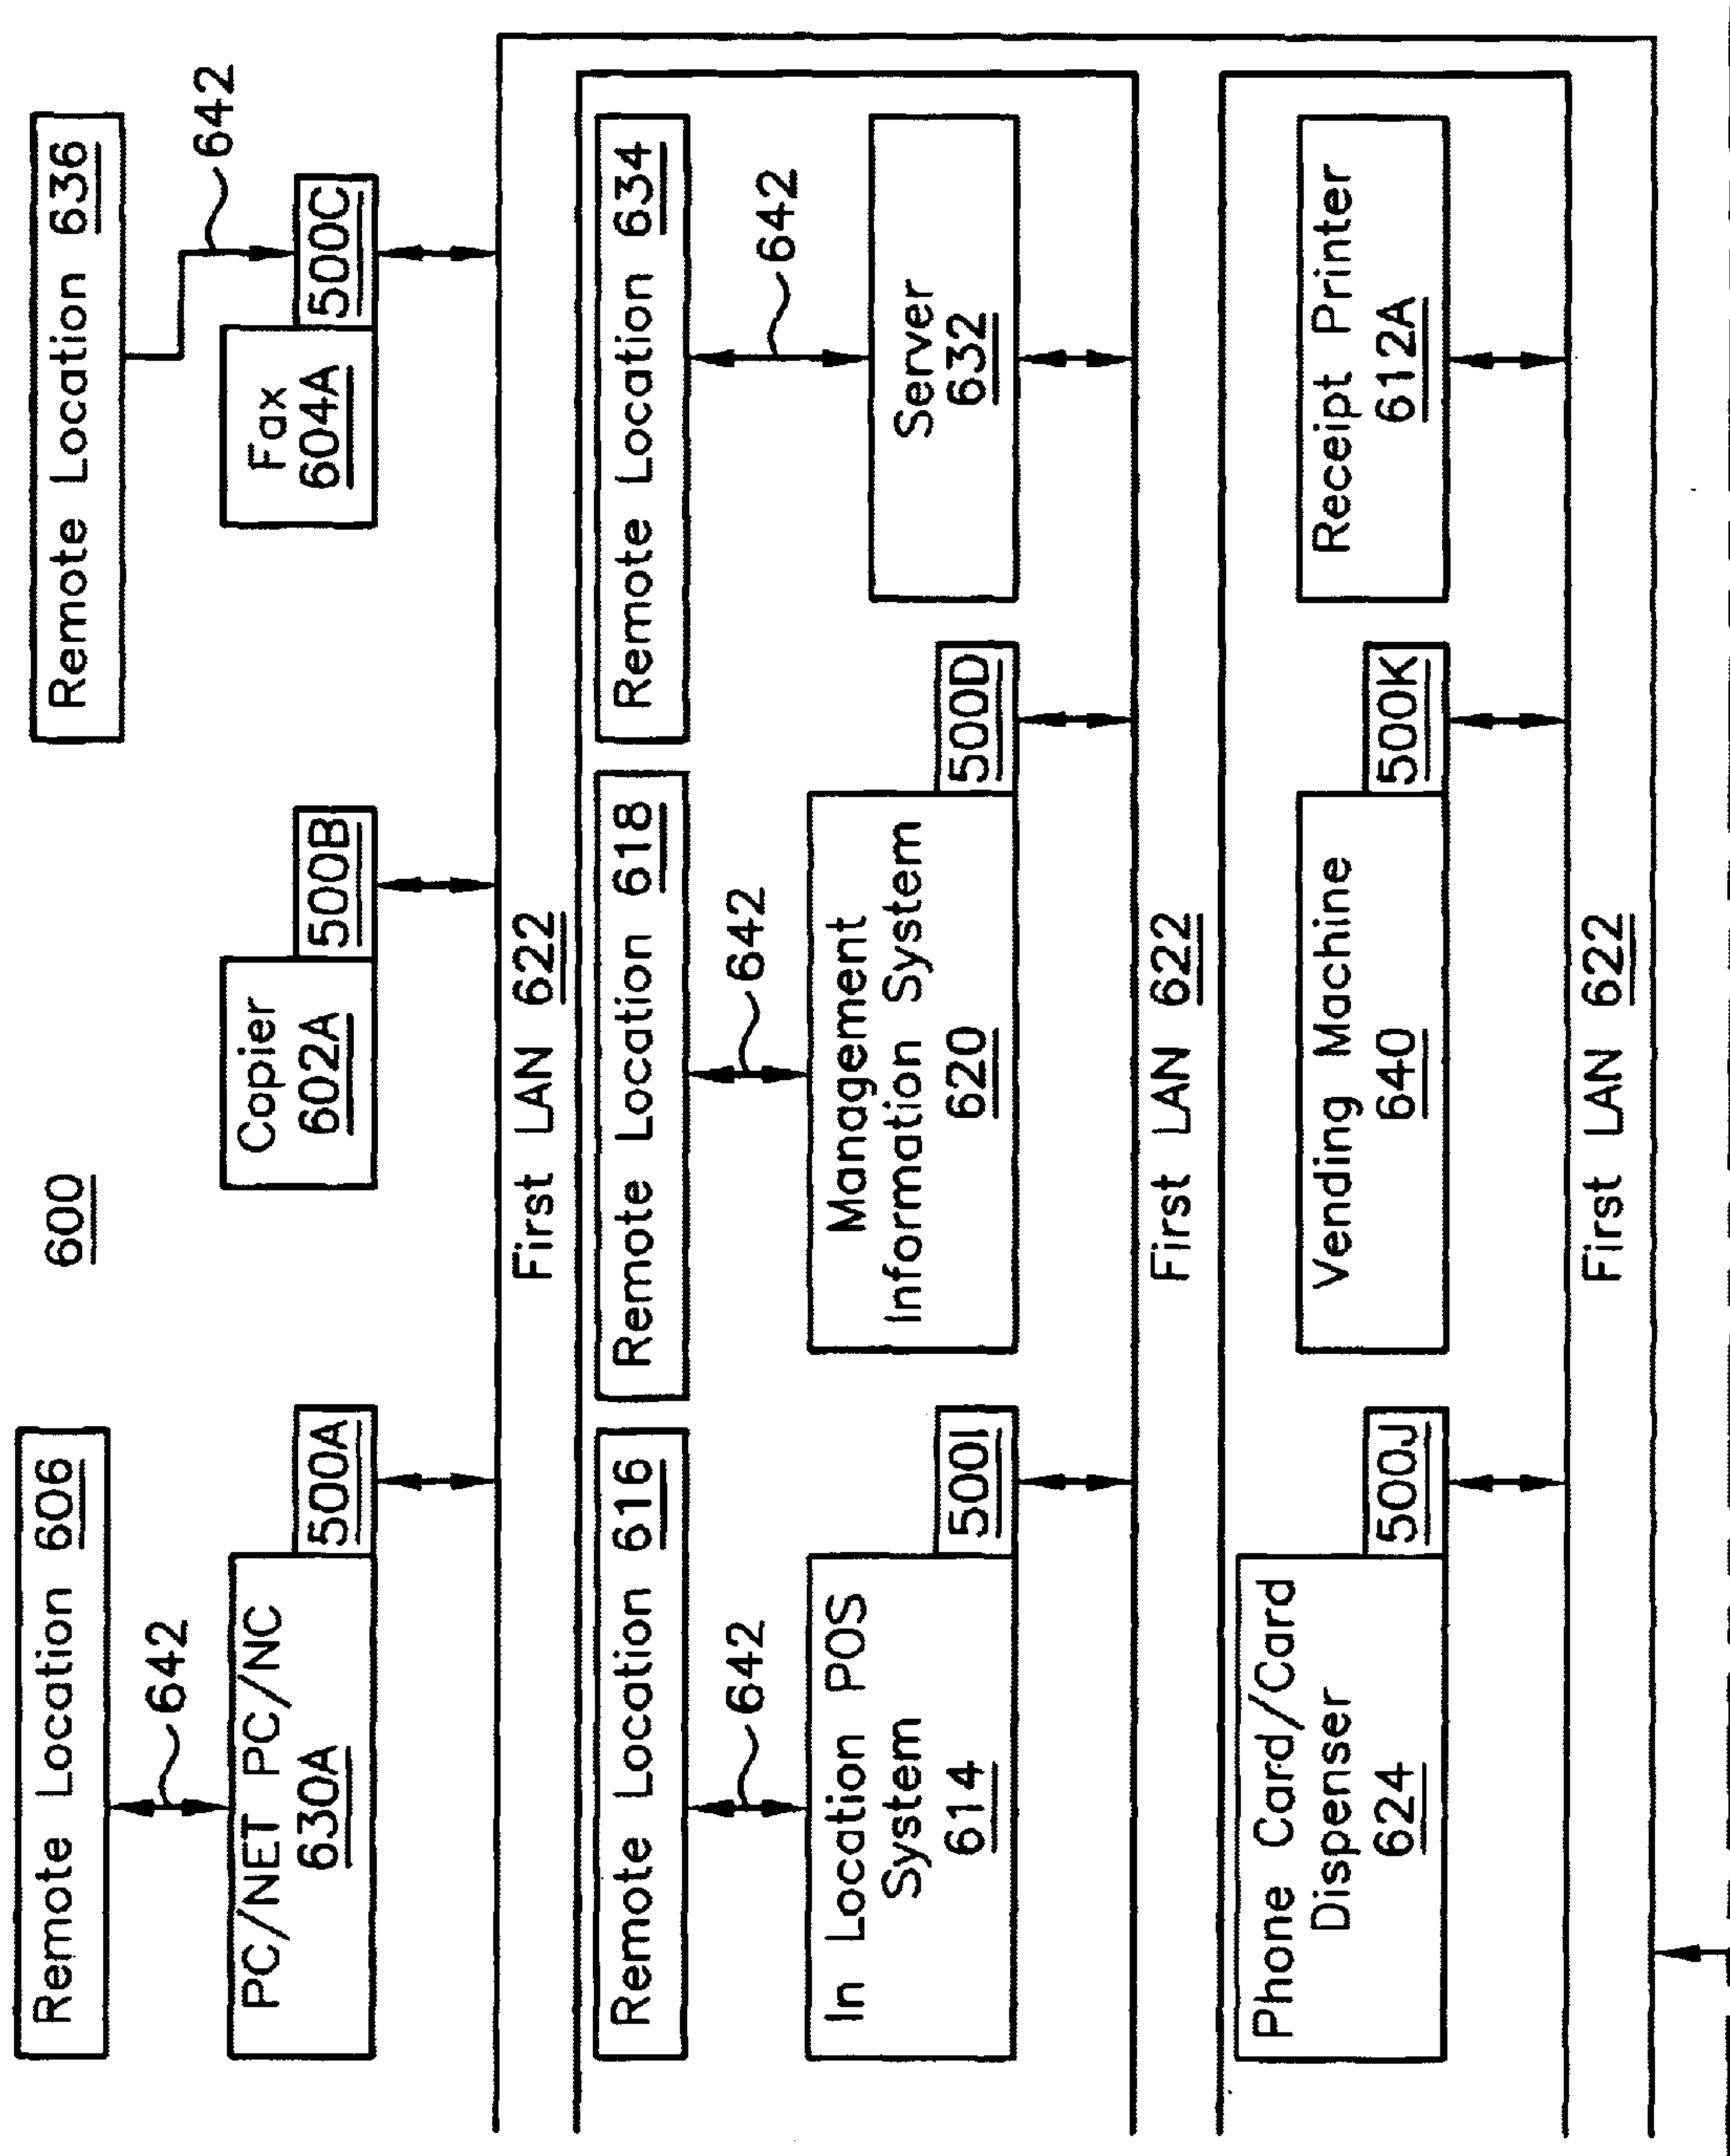 600
Remote Location 606
642
PC/NET PC/NC
630A
500A
Copier
602A
500B
Remote Location 636
642
Fax
604A
500C
First LAN 622
Remote Location 616
642
In Location POS
System
614
500I
Remote Location 618
642
Management
Information System
620
500D
Remote Location 634
642
Server
632
First LAN 622
Phone Card/Card
Dispenser
624
500J
Vending Machine
640
500K
Receipt Printer
612A
First LAN 622